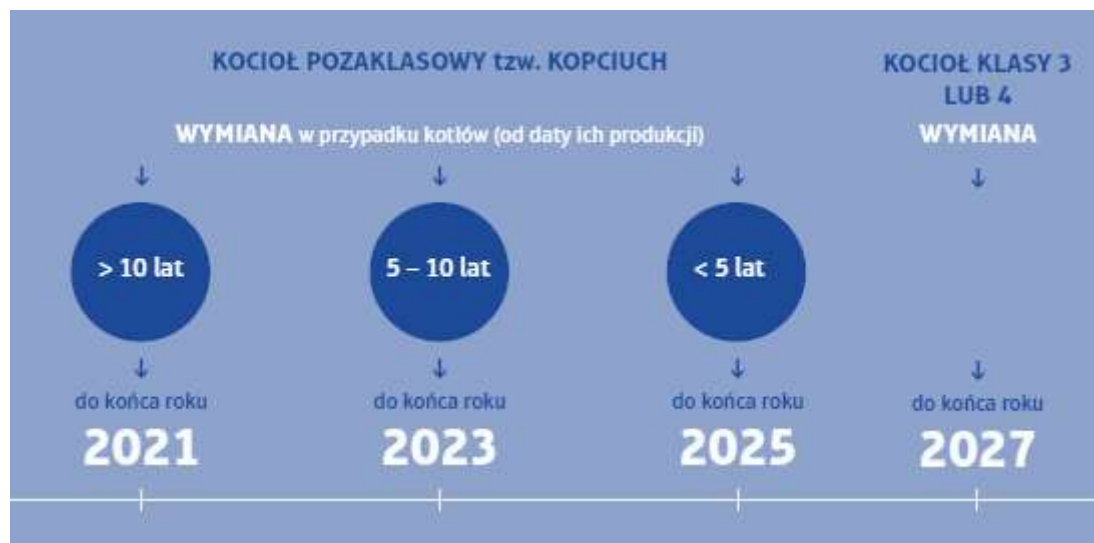 KOCIOŁ POZAKLASOWY tzw. KOPCIUCH
WYMIANA w przypadku kotłów (od daty ich produkcji)
↓
> 10 lat
↓
do końca roku
2021
↓
5 – 10 lat
↓
do końca roku
2023
↓
< 5 lat
↓
do końca roku
2025
KOCIOŁ KLASY 3
LUB 4
WYMIANA
↓
↓
do końca roku
2027